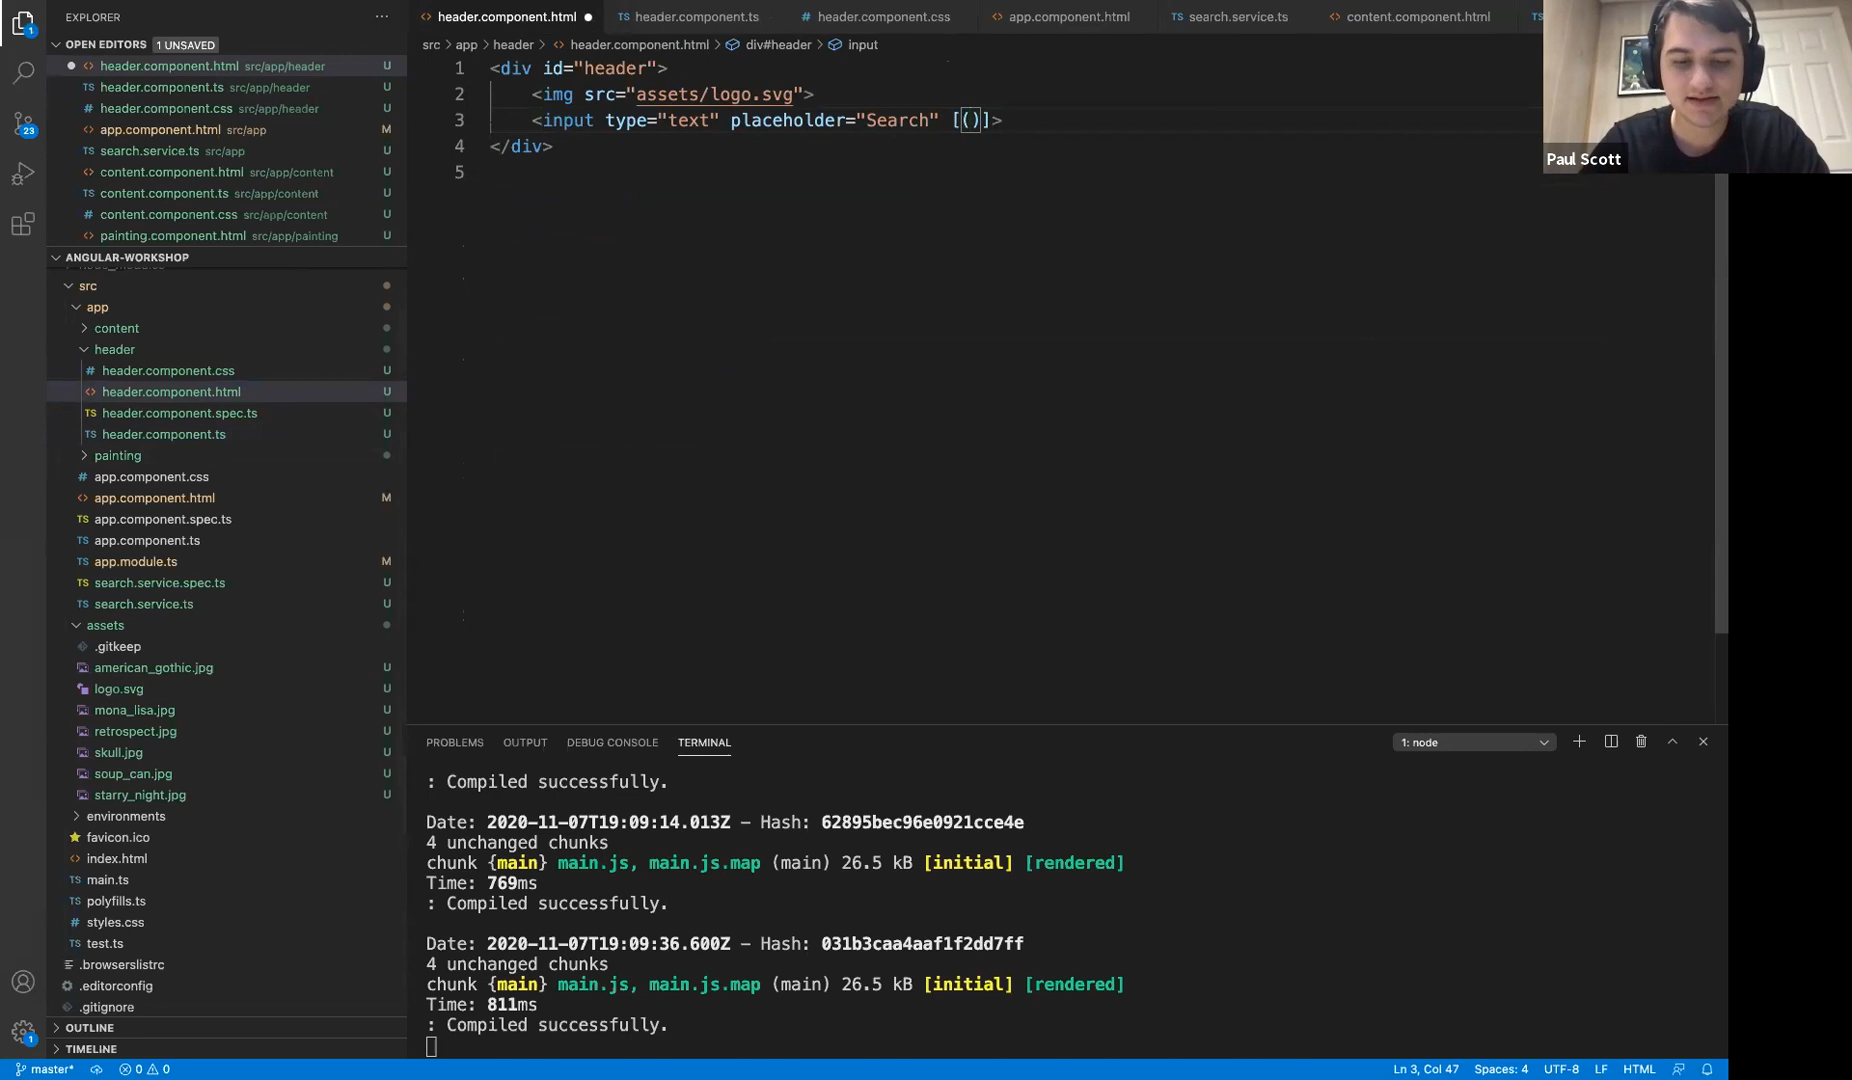 EXPLORER
OPEN EDITORS 1 UNSAVED
header.component.html src/app/header U
header.component.ts src/app/header U
header.component.css src/app/header U
app.component.html src/app M
search.service.ts src/app U
content.component.html src/app/content U
content.component.ts src/app/content U
content.component.css src/app/content U
painting.component.html src/app/painting U
ANGULAR-WORKSHOP
node_modules
src
app
content
header
header.component.css U
header.component.html U
header.component.spec.ts U
header.component.ts U
painting
app.component.css
app.component.html M
app.component.spec.ts
app.component.ts
app.module.ts M
search.service.spec.ts U
search.service.ts U
assets
.gitkeep
american_gothic.jpg U
logo.svg U
mona_lisa.jpg U
retrospect.jpg U
skull.jpg U
soup_can.jpg U
starry_night.jpg U
environments
favicon.ico
index.html
main.ts
polyfills.ts
styles.css
test.ts
.browserslistrc
.editorconfig
.gitignore
OUTLINE
TIMELINE
header.component.html header.component.ts header.component.css app.component.html search.service.ts content.component.html
src > app > header > header.component.html > div#header > input
1 <div id="header">
2 <img src="assets/logo.svg">
3 <input type="text" placeholder="Search" [()]>
4 </div>
5
Paul Scott
PROBLEMS OUTPUT DEBUG CONSOLE TERMINAL 1: node
: Compiled successfully.
Date: 2020-11-07T19:09:14.013Z - Hash: 62895bec96e0921cce4e
4 unchanged chunks
chunk {main} main.js, main.js.map (main) 26.5 kB [initial] [rendered]
Time: 769ms
: Compiled successfully.
Date: 2020-11-07T19:09:36.600Z - Hash: 031b3caa4aaf1f2dd7ff
4 unchanged chunks
chunk {main} main.js, main.js.map (main) 26.5 kB [initial] [rendered]
Time: 811ms
: Compiled successfully.
1
23
1
master* 0 0 Ln 3, Col 47 Spaces: 4 UTF-8 LF HTML